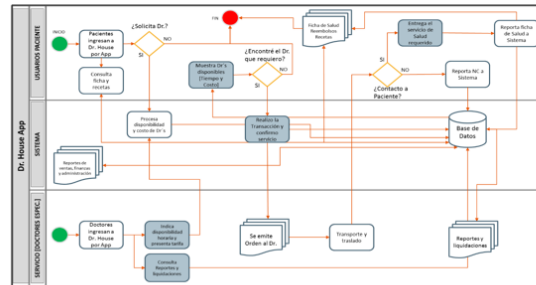 Dr. House App
USUARIOS PACIENTE
SISTEMA
SERVICIO [DOCTORES ESPEC.]
INICIO
Pacientes
ingresan a
Dr. House
por App
¿Solicita Dr.?
NO
SI
FIN
Consulta
ficha y
recetas
Muestra Dr's
disponibles
[Tiempo y
Costo]
¿Encontré el Dr.
que requiero?
NO
SI
Ficha de Salud
Reembolsos
Recetas
Entrega el
servicio de
Salud
requerido
Reporta ficha
de Salud a
Sistema
SI
NO
¿Contacto a
Paciente?
Reporta NC a
Sistema
Procesa
disponibilidad
y costo de Dr's
Realizo la
Transacción y
confirmo
servicio
Base de
Datos
Reportes de
ventas, finanzas
y administración
Doctores
ingresan a
Dr. House
por App
Indica
disponibilidad
horaria y
presenta tarifa
Consulta
Reportes y
liquidaciones
Se emite
Orden al Dr.
Transporte y
traslado
Reportes y
liquidaciones